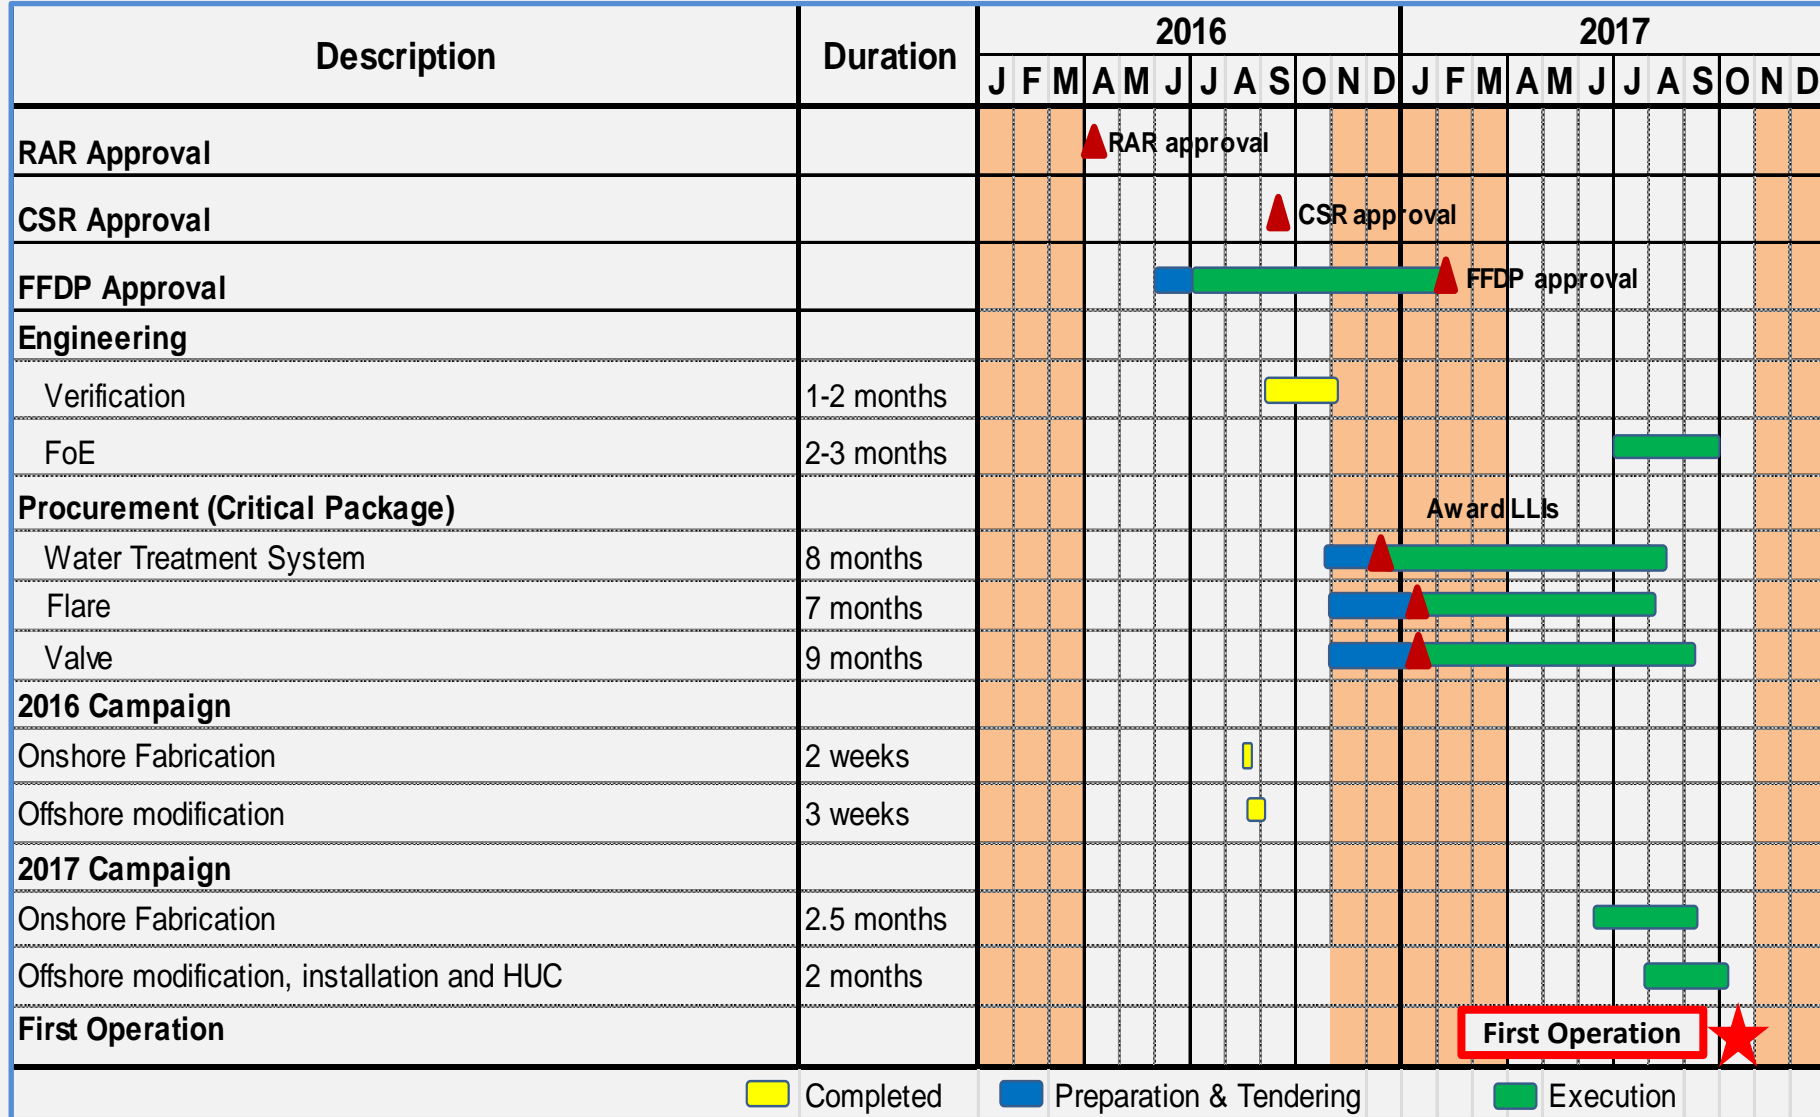 Description Duration 2016 2017
J F M A M J J A S O N D J F M A M J J A S O N D
RAR Approval RAR approval
CSR Approval CSR approval
FFDP Approval FFDP approval
Engineering
Verification 1-2 months
FoE 2-3 months
Procurement (Critical Package) Award LLIs
Water Treatment System 8 months
Flare 7 months
Valve 9 months
2016 Campaign
Onshore Fabrication 2 weeks
Offshore modification 3 weeks
2017 Campaign
Onshore Fabrication 2.5 months
Offshore modification, installation and HUC 2 months
First Operation First Operation
Completed Preparation & Tendering Execution